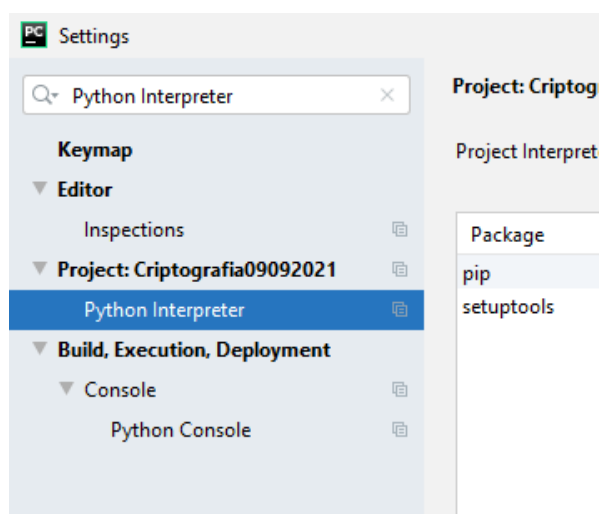 PC Settings
Python Interpreter
Keymap
Editor
Inspections
Project: Criptografia09092021
Python Interpreter
Build, Execution, Deployment
Console
Python Console
Project: Criptog
Project Interpret
Package
pip
setuptools